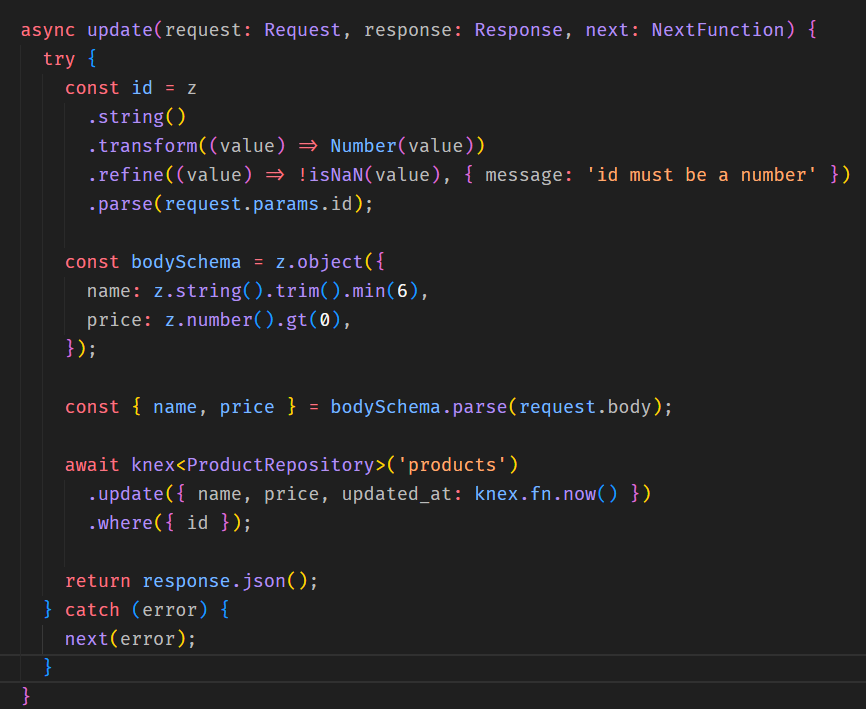 async update(request: Request, response: Response, next: NextFunction) {
  try {
    const id = z
      .string()
      .transform((value) => Number(value))
      .refine((value) => !isNaN(value), { message: 'id must be a number' })
      .parse(request.params.id);

    const bodySchema = z.object({
      name: z.string().trim().min(6),
      price: z.number().gt(0),
    });

    const { name, price } = bodySchema.parse(request.body);

    await knex<ProductRepository>('products')
      .update({ name, price, updated_at: knex.fn.now() })
      .where({ id });

    return response.json();
  } catch (error) {
    next(error);
  }
}